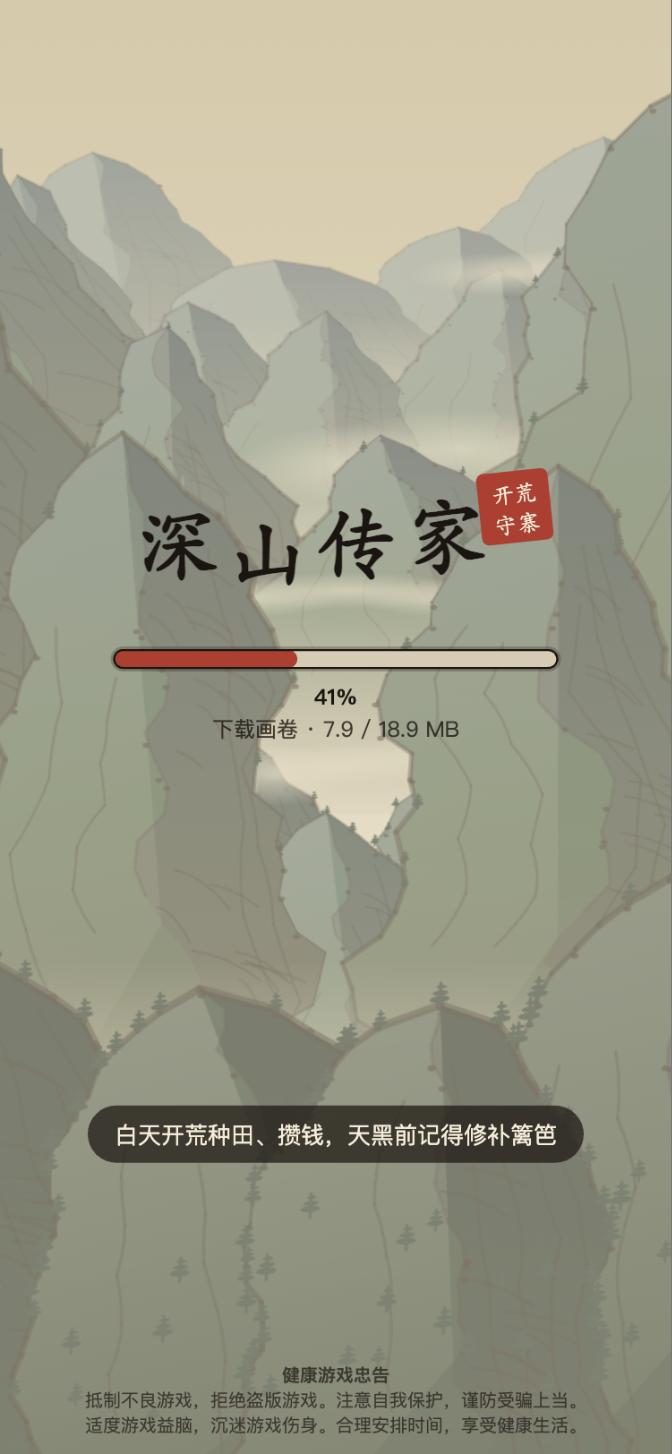 深山传家
开荒
守寨
41%
下载画卷 · 7.9 / 18.9 MB
白天开荒种田、攒钱，天黑前记得修补篱笆
健康游戏忠告
抵制不良游戏，拒绝盗版游戏。注意自我保护，谨防受骗上当。
适度游戏益脑，沉迷游戏伤身。合理安排时间，享受健康生活。